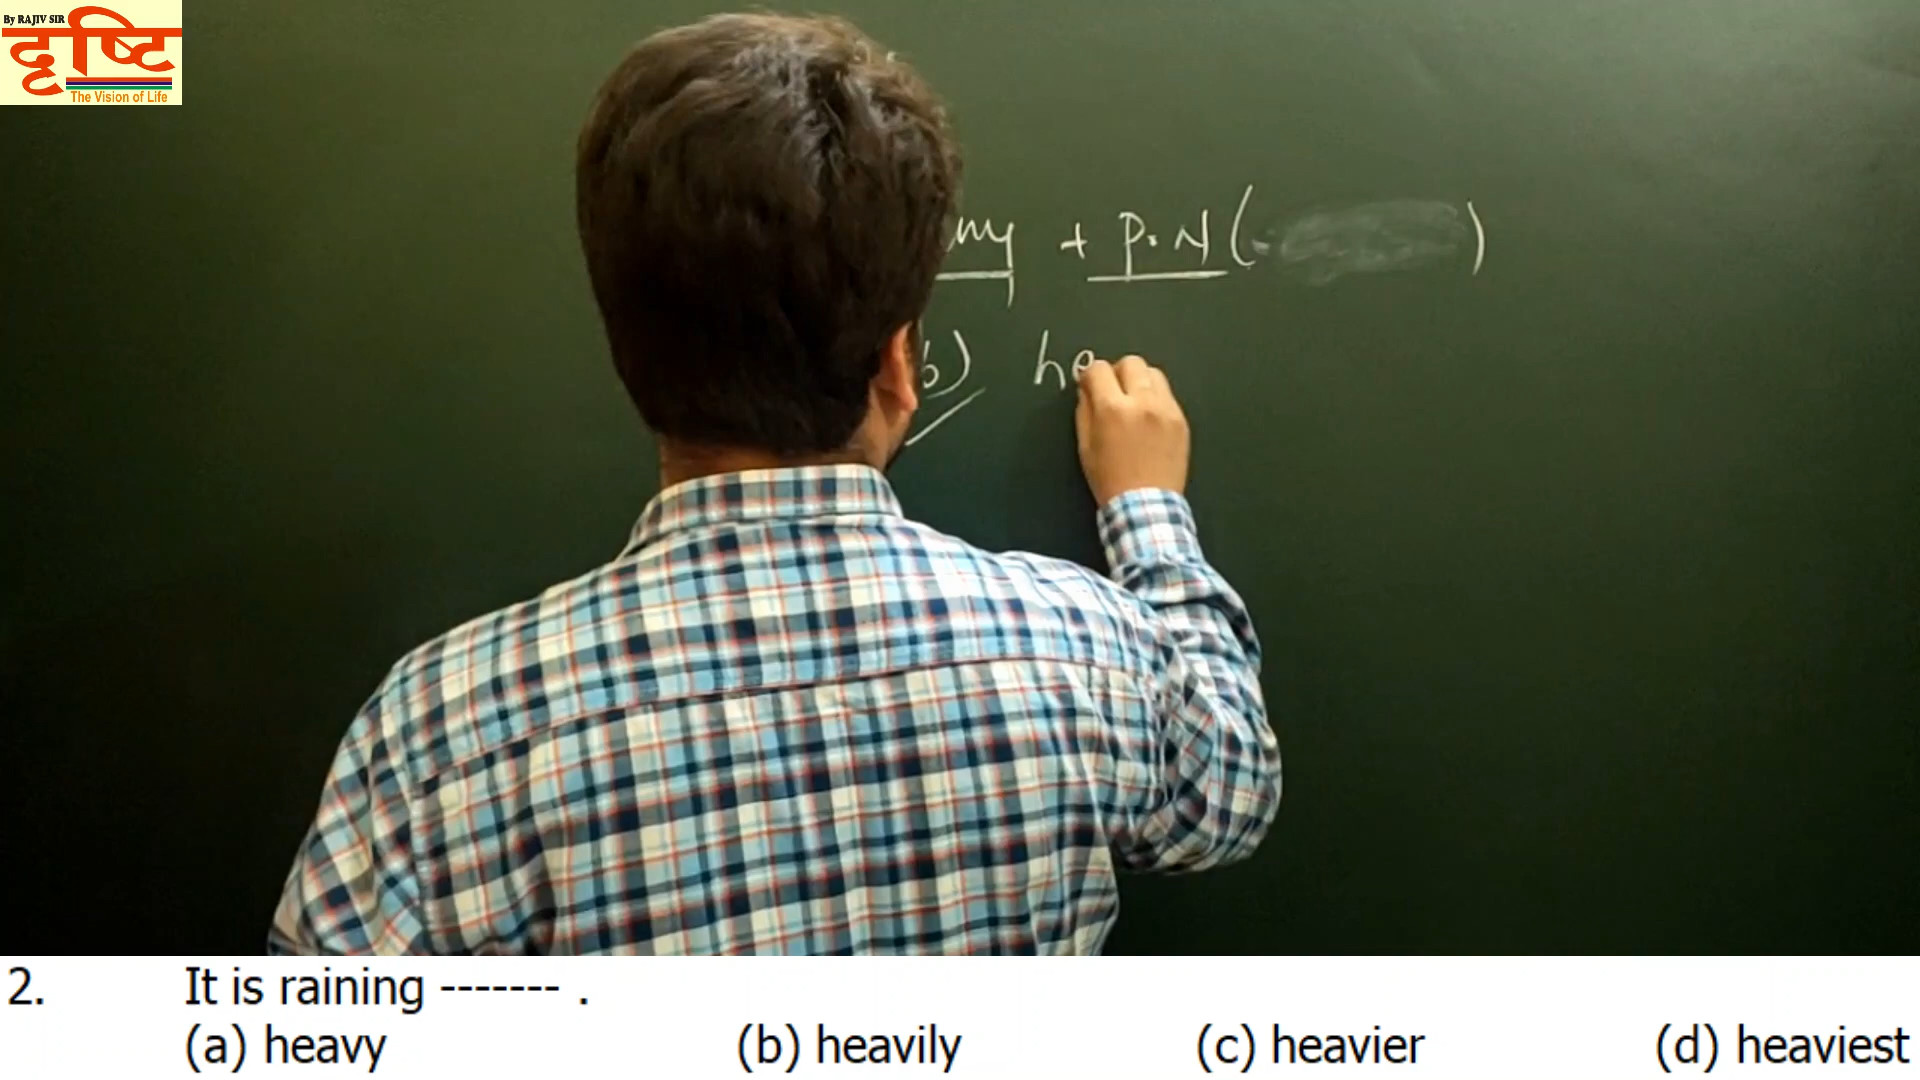 By RAJIV SIR
दृष्टि
The Vision of Life
+ P.N ( )
b) he
2. It is raining ------- .
(a) heavy (b) heavily (c) heavier (d) heaviest